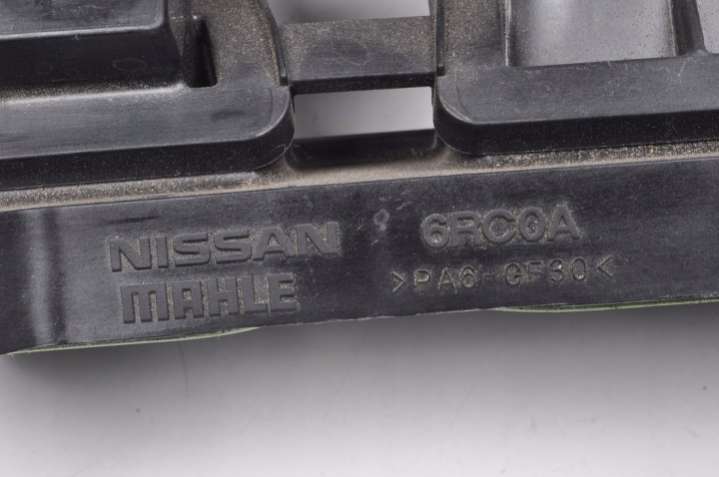 NISSAN 6RC0A
MAHLE >PA6-GF30<